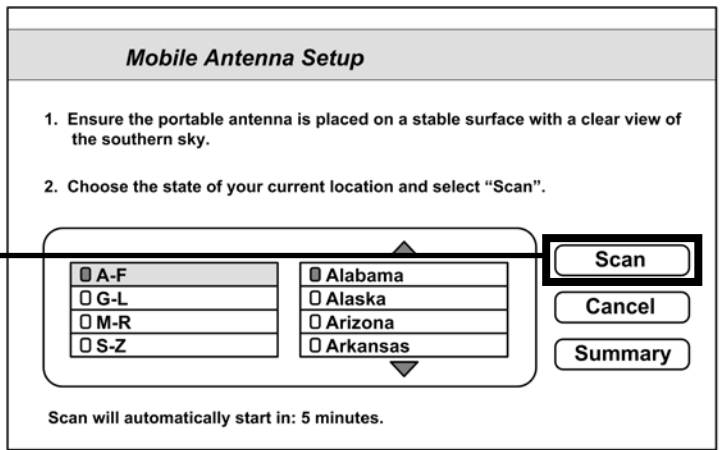 Mobile Antenna Setup
1. Ensure the portable antenna is placed on a stable surface with a clear view of
the southern sky.
2. Choose the state of your current location and select “Scan”.
A-F
G-L
M-R
S-Z
Alabama
Alaska
Arizona
Arkansas
Scan
Cancel
Summary
Scan will automatically start in: 5 minutes.